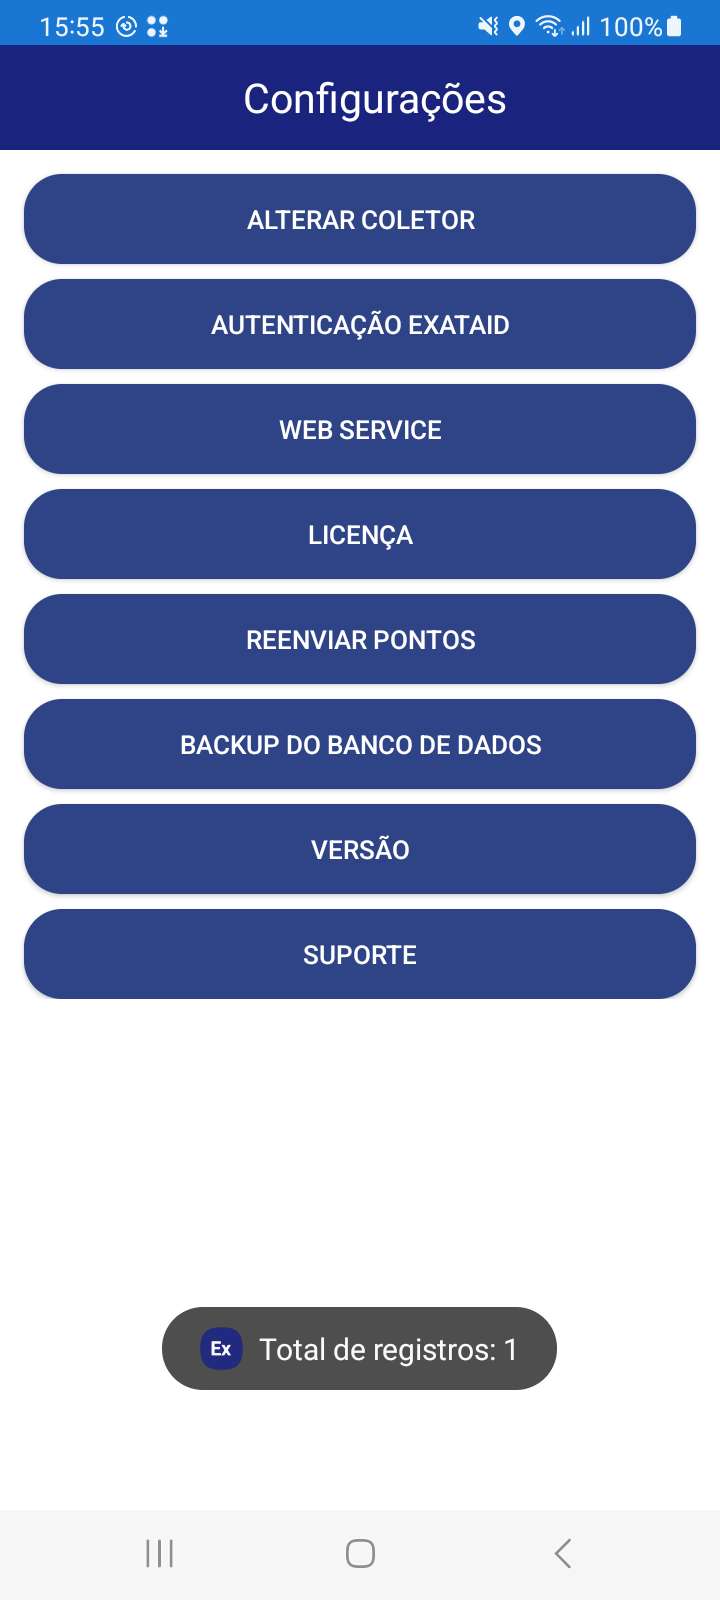 15:55 100%
Configurações
ALTERAR COLETOR
AUTENTICAÇÃO EXATAID
WEB SERVICE
LICENÇA
REENVIAR PONTOS
BACKUP DO BANCO DE DADOS
VERSÃO
SUPORTE
Ex Total de registros: 1